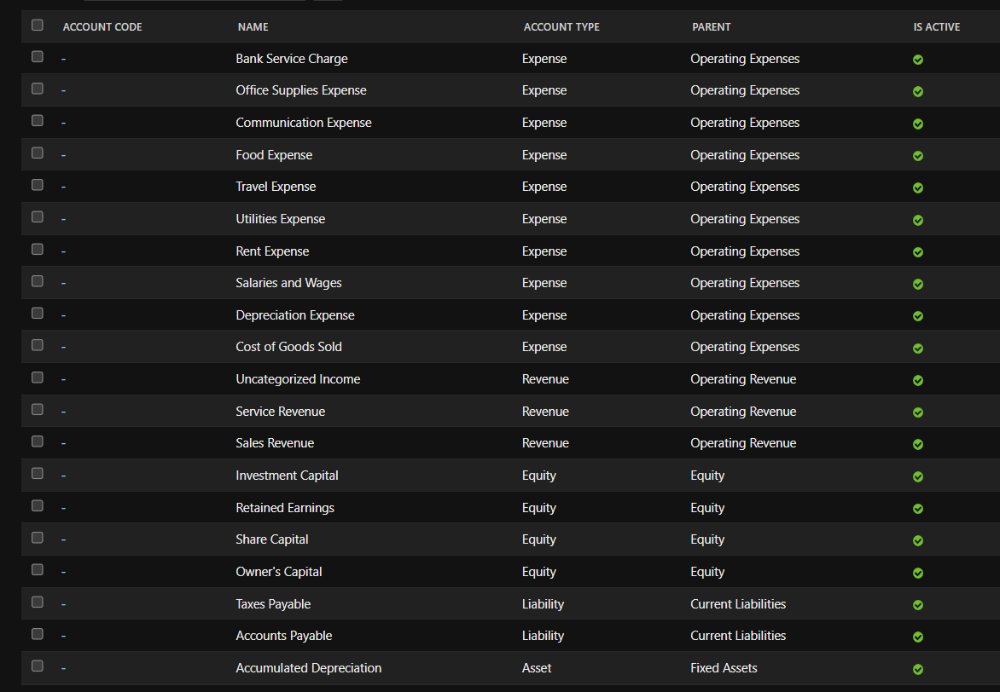 ACCOUNT CODE NAME ACCOUNT TYPE PARENT IS ACTIVE
- Bank Service Charge Expense Operating Expenses
- Office Supplies Expense Expense Operating Expenses
- Communication Expense Expense Operating Expenses
- Food Expense Expense Operating Expenses
- Travel Expense Expense Operating Expenses
- Utilities Expense Expense Operating Expenses
- Rent Expense Expense Operating Expenses
- Salaries and Wages Expense Operating Expenses
- Depreciation Expense Expense Operating Expenses
- Cost of Goods Sold Expense Operating Expenses
- Uncategorized Income Revenue Operating Revenue
- Service Revenue Revenue Operating Revenue
- Sales Revenue Revenue Operating Revenue
- Investment Capital Equity Equity
- Retained Earnings Equity Equity
- Share Capital Equity Equity
- Owner's Capital Equity Equity
- Taxes Payable Liability Current Liabilities
- Accounts Payable Liability Current Liabilities
- Accumulated Depreciation Asset Fixed Assets